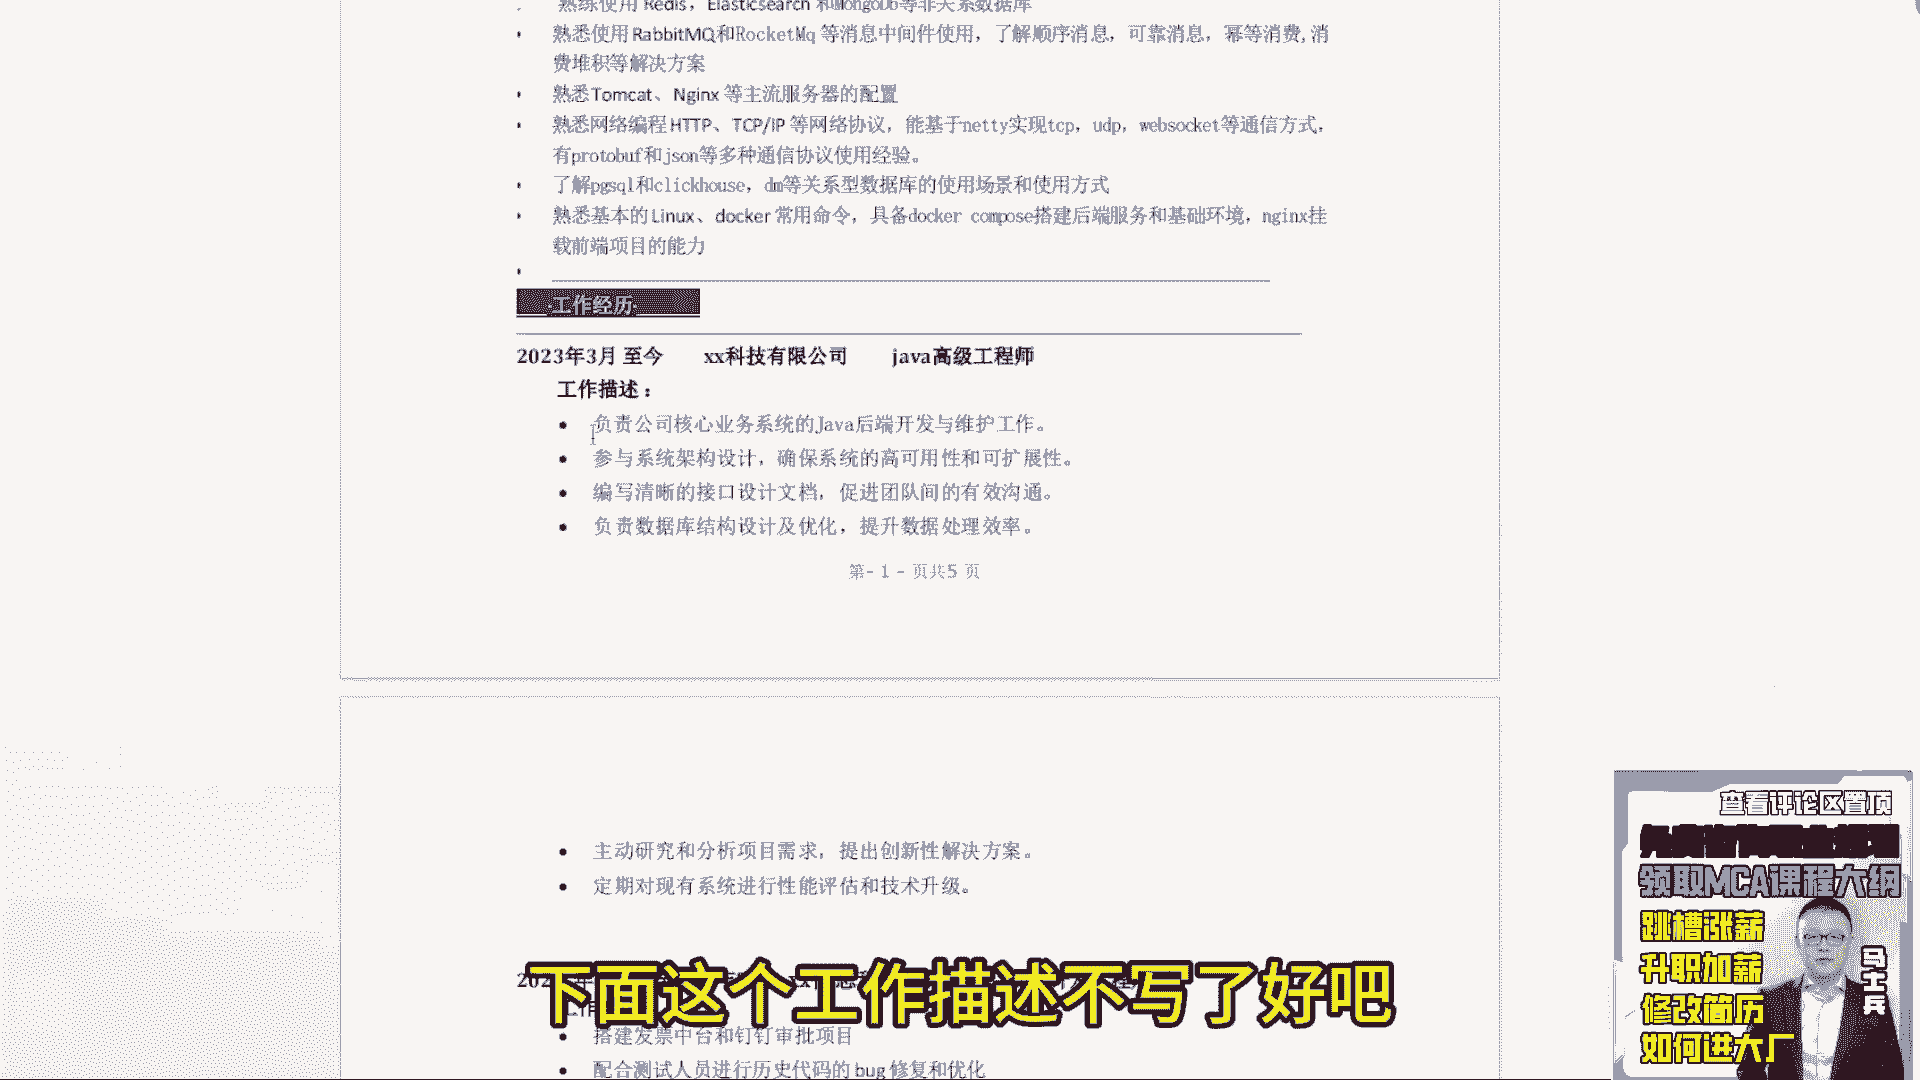 熟练使用 Redis，Elasticsearch 和MongoDb等非关系数据库
熟悉使用 RabbitMQ和RocketMq 等消息中间件使用，了解顺序消息，可靠消息，幂等消费,消
费堆积等解决方案
熟悉Tomcat、Nginx 等主流服务器的配置
熟悉网络编程 HTTP、TCP/IP 等网络协议，能基于netty实现tcp，udp，websocket等通信方式，
有protobuf和json等多种通信协议使用经验。
了解pgsql和clickhouse，dm等关系型数据库的使用场景和使用方式
熟悉基本的 Linux、docker 常用命令，具备docker compose搭建后端服务和基础环境，nginx挂
载前端项目的能力
·工作经历·
2023年3月 至今 xx科技有限公司 java高级工程师
工作描述：
负责公司核心业务系统的Java后端开发与维护工作。
参与系统架构设计，确保系统的高可用性和可扩展性。
编写清晰的接口设计文档，促进团队间的有效沟通。
负责数据库结构设计及优化，提升数据处理效率。
第- 1 - 页共5 页
主动研究和分析项目需求，提出创新性解决方案。
定期对现有系统进行性能评估和技术升级。
下面这个工作描述不写了好吧
搭建发票中台和钉钉审批项目
配合测试人员进行历史代码的 bug 修复和优化
查看评论区置顶
领取MCA课程大纲
跳槽涨薪
升职加薪
修改简历
如何进大厂
马士兵